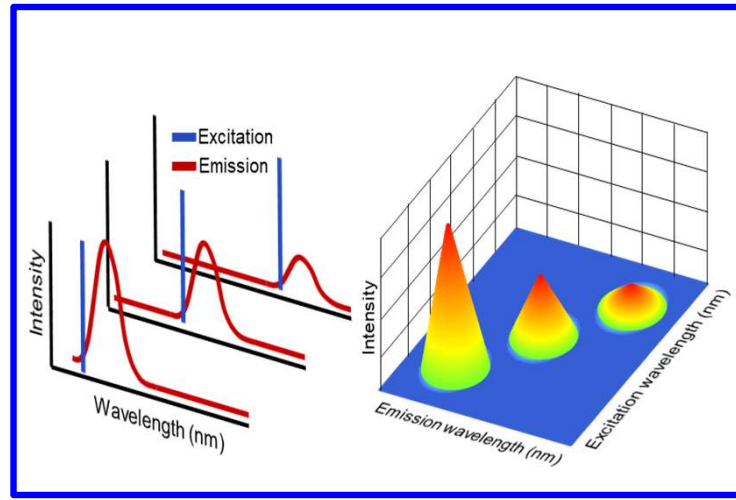 Excitation
Emission
Intensity
Wavelength (nm)
Intensity
Emission wavelength (nm)
Excitation wavelength (nm)